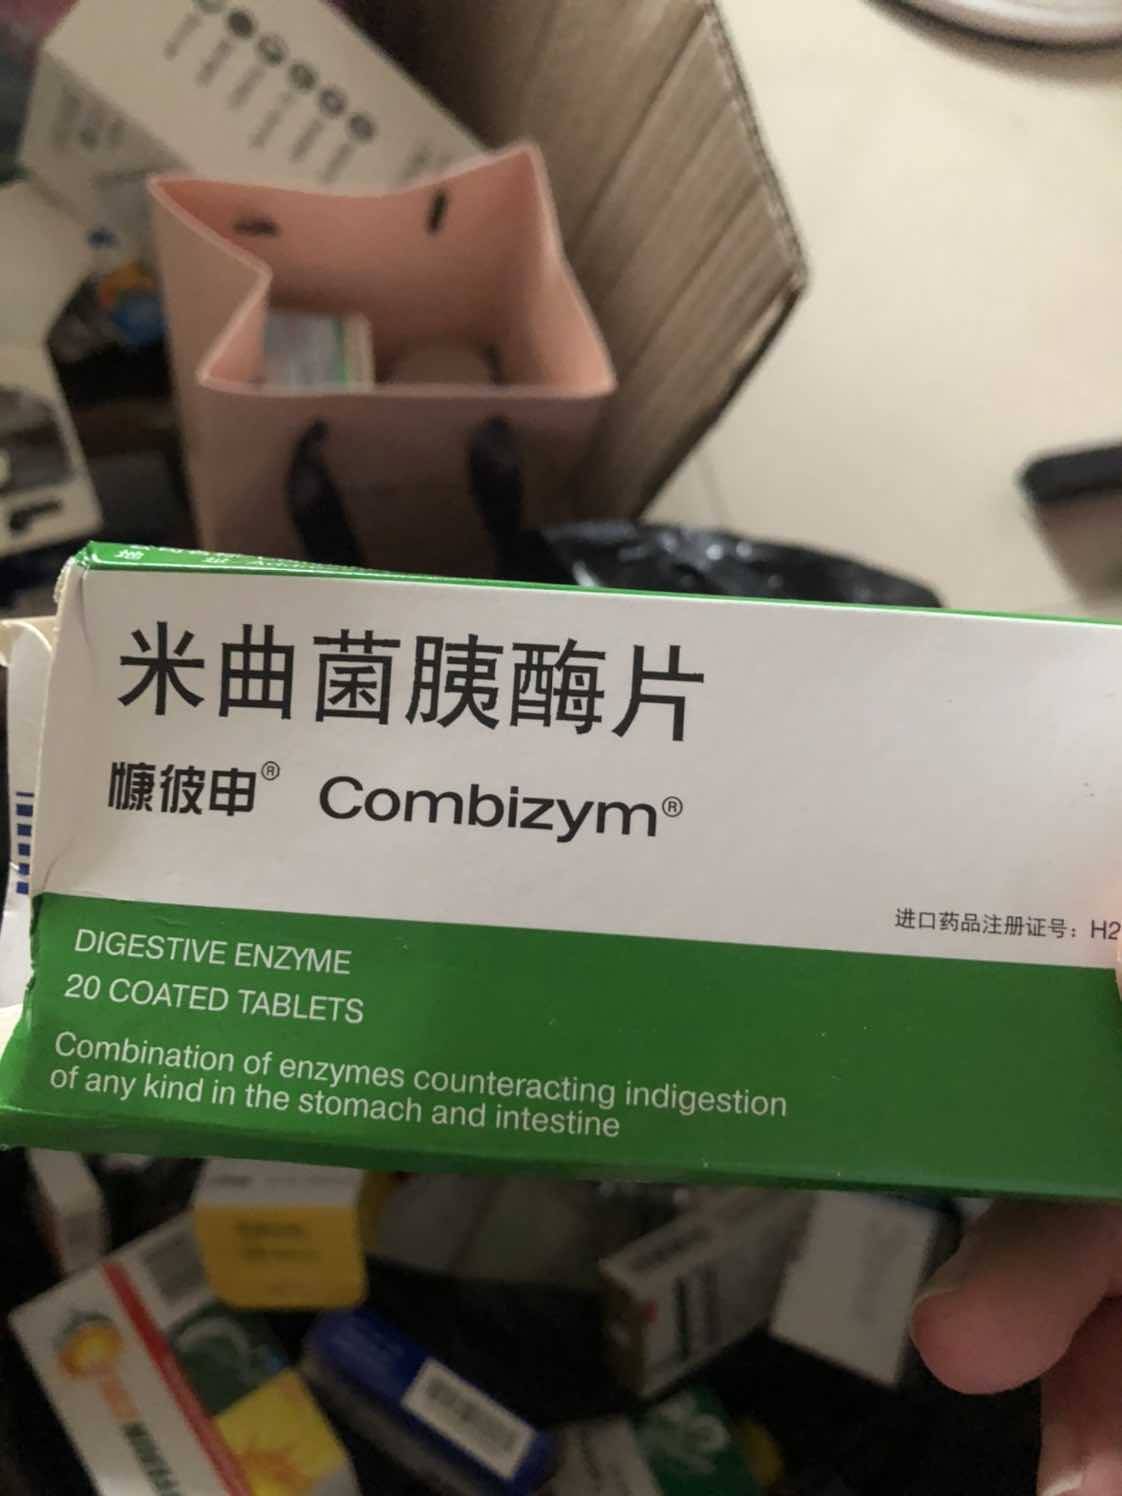 米曲菌胰酶片
慷彼申® Combizym®
进口药品注册证号：H2
DIGESTIVE ENZYME
20 COATED TABLETS
Combination of enzymes counteracting indigestion
of any kind in the stomach and intestine